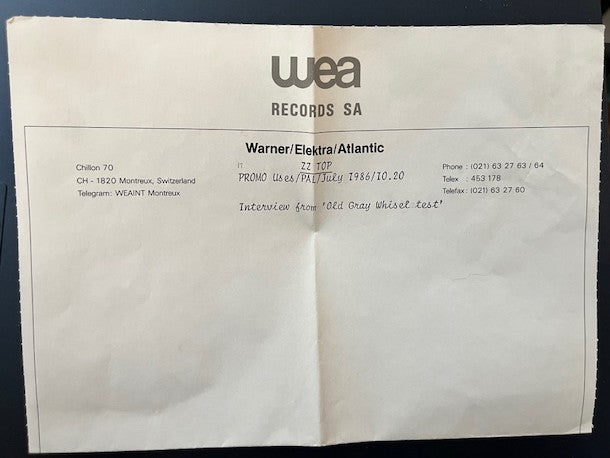 wea
RECORDS SA
Warner/Elektra/Atlantic
Chillon 70
CH - 1820 Montreux, Switzerland
Telegram: WEAINT Montreux
ZZ TOP
PROMO Uses/PAL/July 1986/10.20
Interview from 'Old Gray Whisel test'
Phone : (021) 63 27 63 / 64
Telex : 453 178
Telefax : (021) 63 27 60